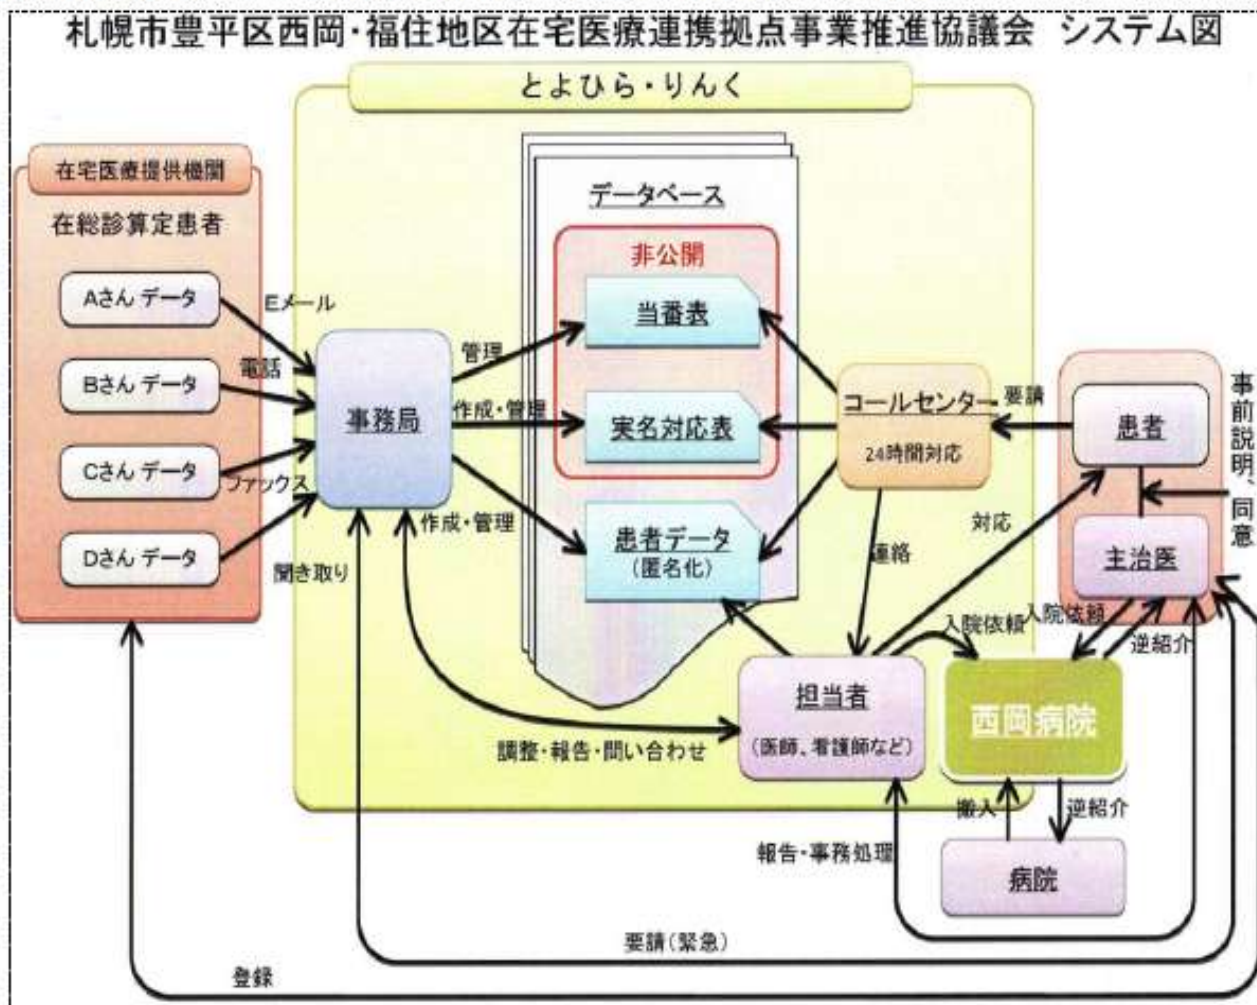 札幌市豊平区西岡・福住地区在宅医療連携拠点事業推進協議会 システム図
とよひら・りんく
在宅医療提供機関
在総診算定患者
Aさん データ
Bさん データ
Cさん データ
Dさん データ
Eメール
電話
ファックス
聞き取り
事務局
管理
作成・管理
作成・管理
データベース
非公開
当番表
実名対応表
患者データ
(匿名化)
コールセンター
24時間対応
要請
患者
主治医
事前説明、同意
対応
連絡
入院依頼
入院依頼
逆紹介
担当者
(医師、看護師など)
西岡病院
調整・報告・問い合わせ
搬入
逆紹介
病院
報告・事務処理
要請(緊急)
登録